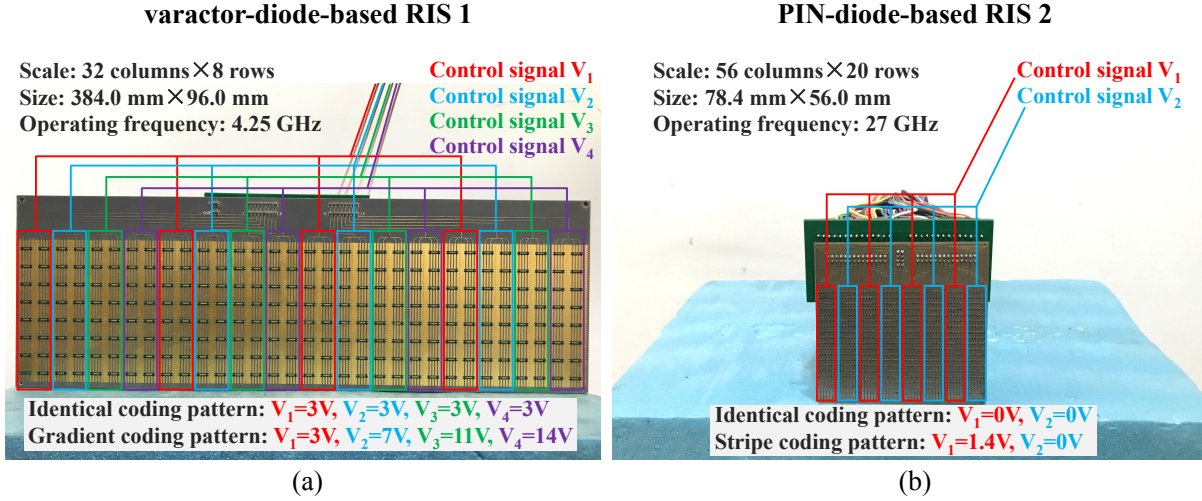 varactor-diode-based RIS 1
Scale: 32 columns×8 rows
Size: 384.0 mm×96.0 mm
Operating frequency: 4.25 GHz
Control signal V₁
Control signal V₂
Control signal V₃
Control signal V₄
Identical coding pattern: V₁=3V, V₂=3V, V₃=3V, V₄=3V
Gradient coding pattern: V₁=3V, V₂=7V, V₃=11V, V₄=14V
(a)
PIN-diode-based RIS 2
Scale: 56 columns×20 rows
Size: 78.4 mm×56.0 mm
Operating frequency: 27 GHz
Control signal V₁
Control signal V₂
Identical coding pattern: V₁=0V, V₂=0V
Stripe coding pattern: V₁=1.4V, V₂=0V
(b)